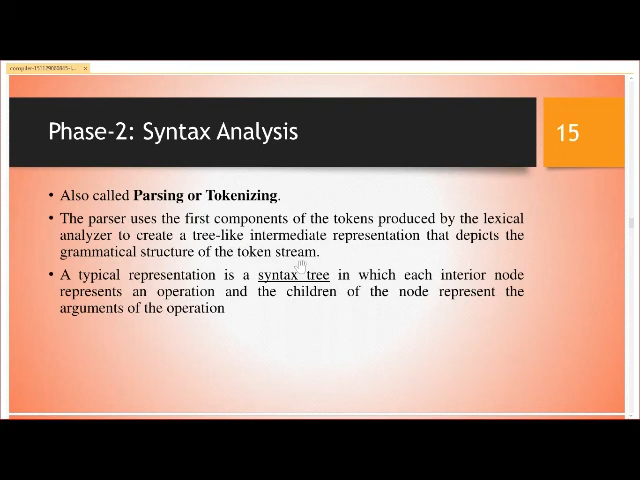 Phase-2: Syntax Analysis
15
• Also called Parsing or Tokenizing.
• The parser uses the first components of the tokens produced by the lexical
analyzer to create a tree-like intermediate representation that depicts the
grammatical structure of the token stream.
• A typical representation is a syntax tree in which each interior node
represents an operation and the children of the node represent the
arguments of the operation